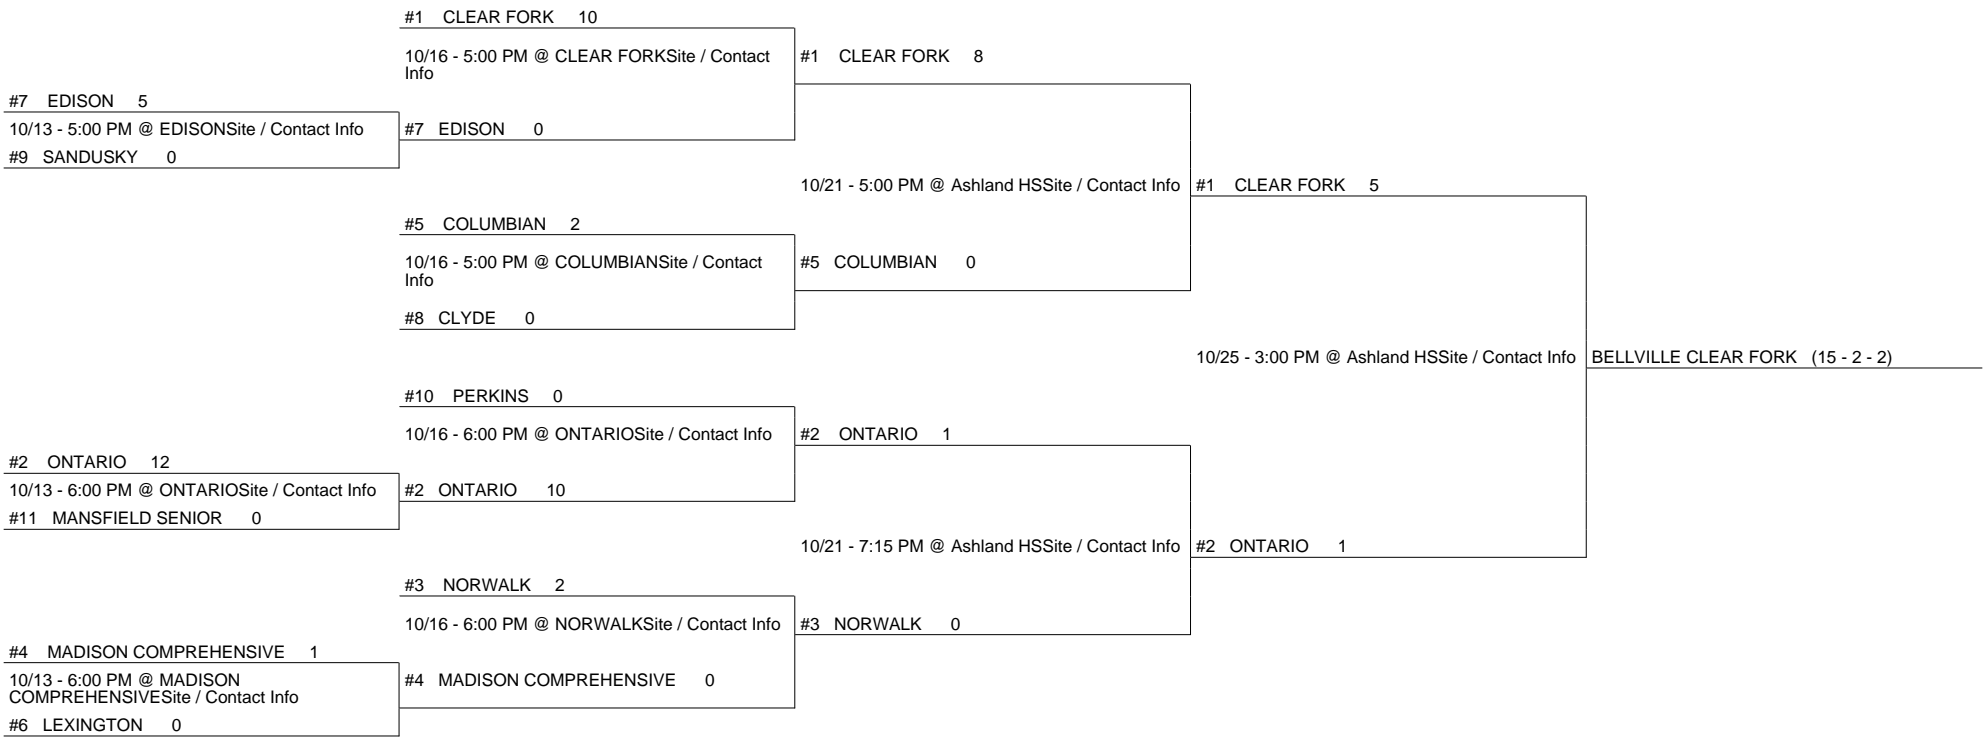 #1 CLEAR FORK 10
10/16 - 5:00 PM @ CLEAR FORKSite / Contact
Info
#1 CLEAR FORK 8
#7 EDISON 5
10/13 - 5:00 PM @ EDISONSite / Contact Info
#7 EDISON 0
#9 SANDUSKY 0
10/21 - 5:00 PM @ Ashland HSSite / Contact Info
#1 CLEAR FORK 5
#5 COLUMBIAN 2
10/16 - 5:00 PM @ COLUMBIANSite / Contact
Info
#5 COLUMBIAN 0
#8 CLYDE 0
10/25 - 3:00 PM @ Ashland HSSite / Contact Info
BELLVILLE CLEAR FORK (15 - 2 - 2)
#10 PERKINS 0
10/16 - 6:00 PM @ ONTARIOSite / Contact Info
#2 ONTARIO 1
#2 ONTARIO 12
10/13 - 6:00 PM @ ONTARIOSite / Contact Info
#2 ONTARIO 10
#11 MANSFIELD SENIOR 0
10/21 - 7:15 PM @ Ashland HSSite / Contact Info
#2 ONTARIO 1
#3 NORWALK 2
10/16 - 6:00 PM @ NORWALKSite / Contact Info
#3 NORWALK 0
#4 MADISON COMPREHENSIVE 1
10/13 - 6:00 PM @ MADISON
COMPREHENSIVESite / Contact Info
#4 MADISON COMPREHENSIVE 0
#6 LEXINGTON 0